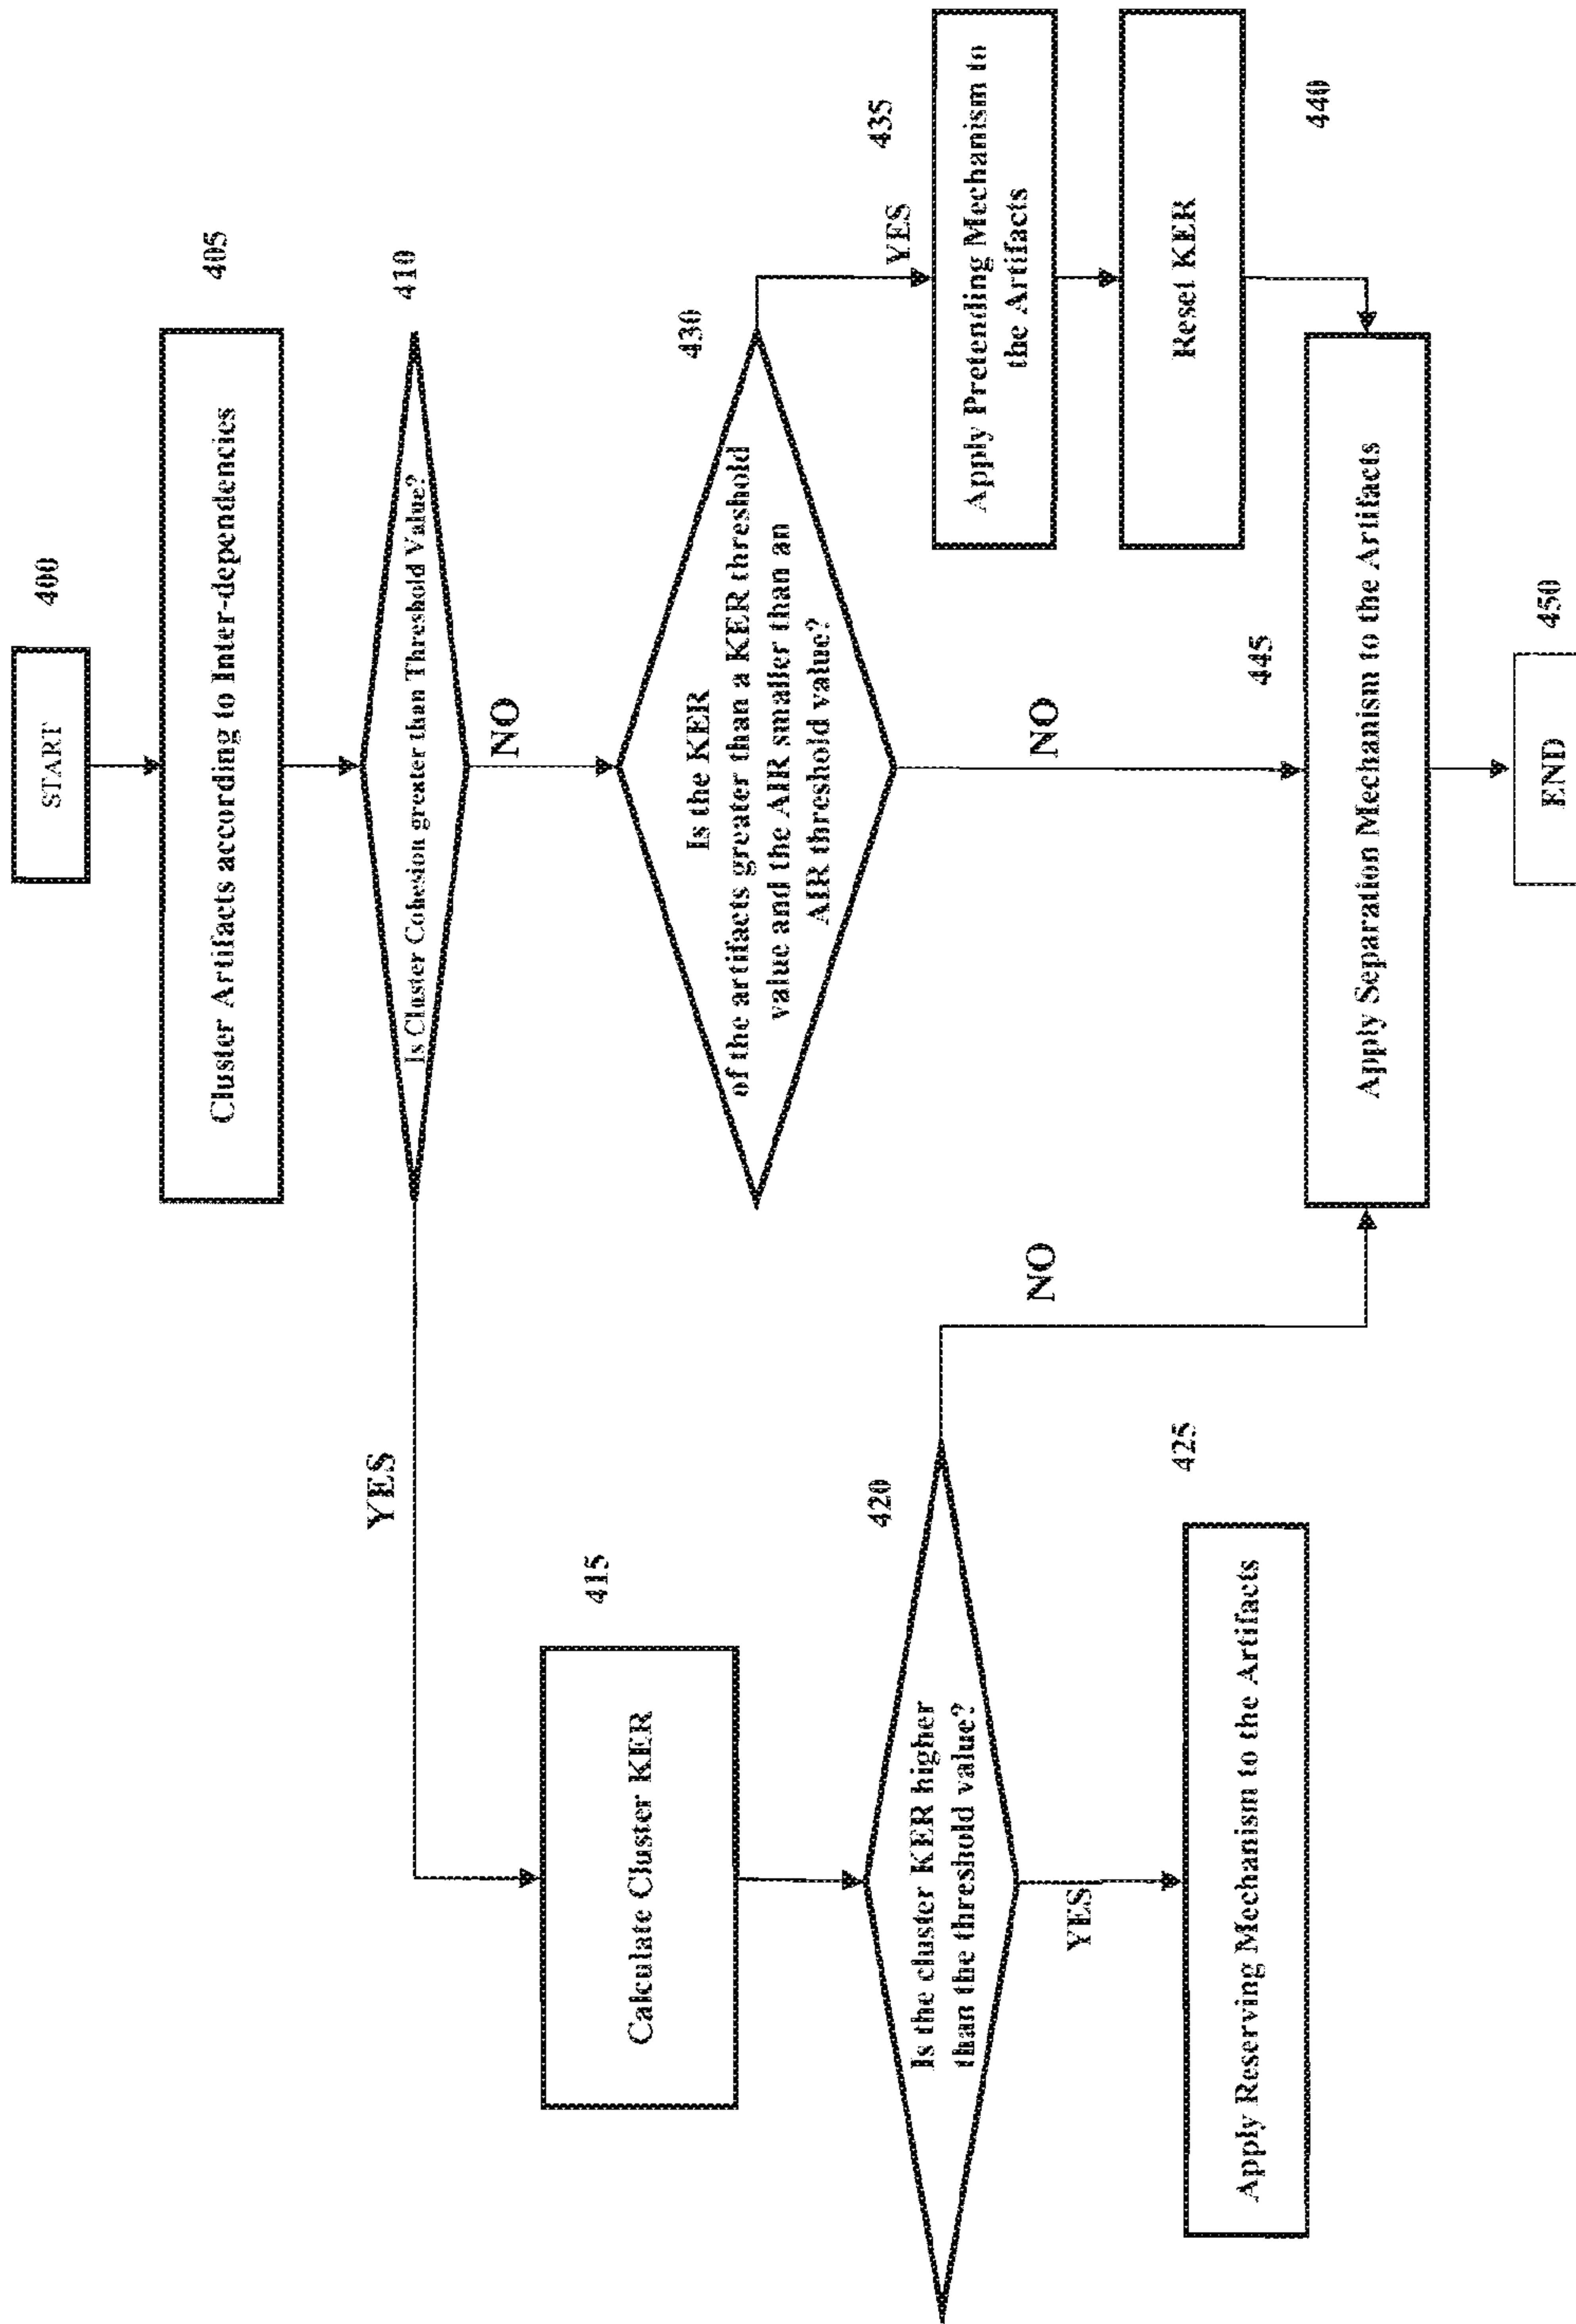 START
400
Cluster Artifacts according to Inter-dependencies
405
Is Cluster Cohesion greater than Threshold Value?
410
YES
NO
Calculate Cluster KER
415
Is the KER
of the artifacts greater than a KER threshold
value and the AIR smaller than an
AIR threshold value?
430
YES
NO
Is the cluster KER higher
than the threshold value?
420
YES
NO
Apply Pretending Mechanism to
the Artifacts
435
Reset KER
440
Apply Reserving Mechanism to the Artifacts
425
Apply Separation Mechanism to the Artifacts
445
END
450